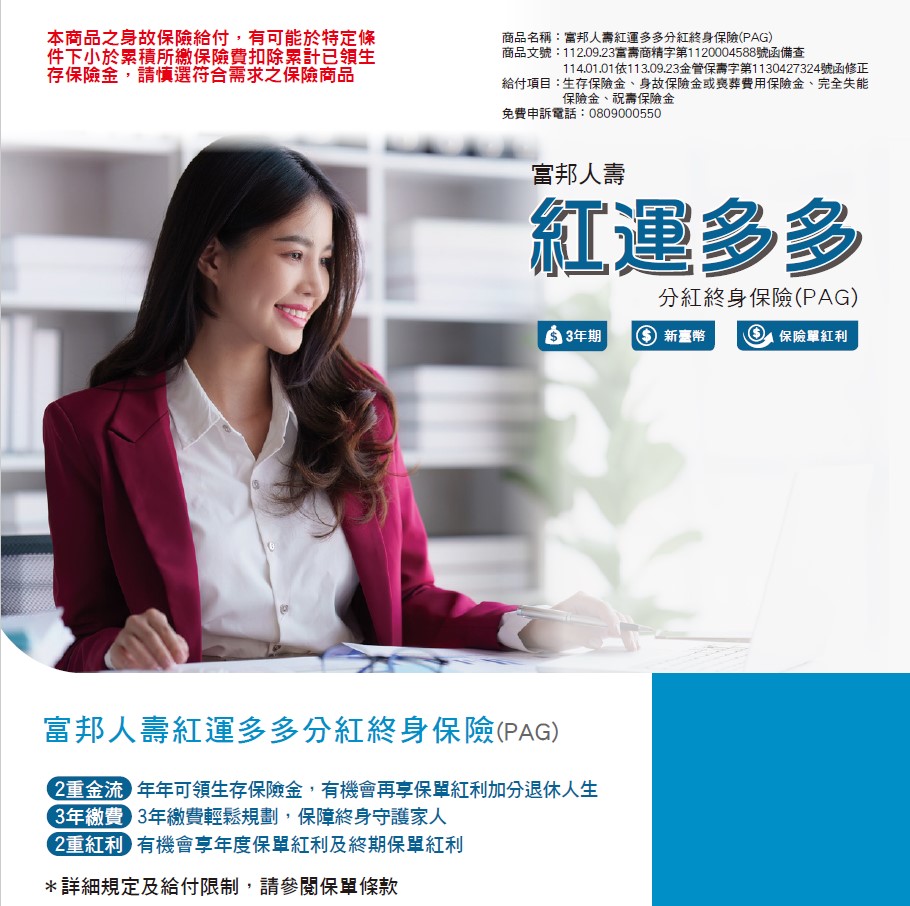 本商品之身故保險給付，有可能於特定條
件下小於累積所繳保險費扣除累計已領生
存保險金，請慎選符合需求之保險商品
商品名稱：富邦人壽紅運多多分紅終身保險(PAG)
商品文號：112.09.23富壽商精字第1120004588號函備查
114.01.01依113.09.23金管保壽字第1130427324號函修正
給付項目：生存保險金、身故保險金或喪葬費用保險金、完全失能
保險金、祝壽保險金
免費申訴電話：0809000550
富邦人壽
紅運多多
分紅終身保險(PAG)
3年期 新臺幣 保險單紅利
富邦人壽紅運多多分紅終身保險(PAG)
2重金流 年年可領生存保險金，有機會再享保單紅利加分退休人生
3年繳費 3年繳費輕鬆規劃，保障終身守護家人
2重紅利 有機會享年度保單紅利及終期保單紅利
＊詳細規定及給付限制，請參閱保單條款